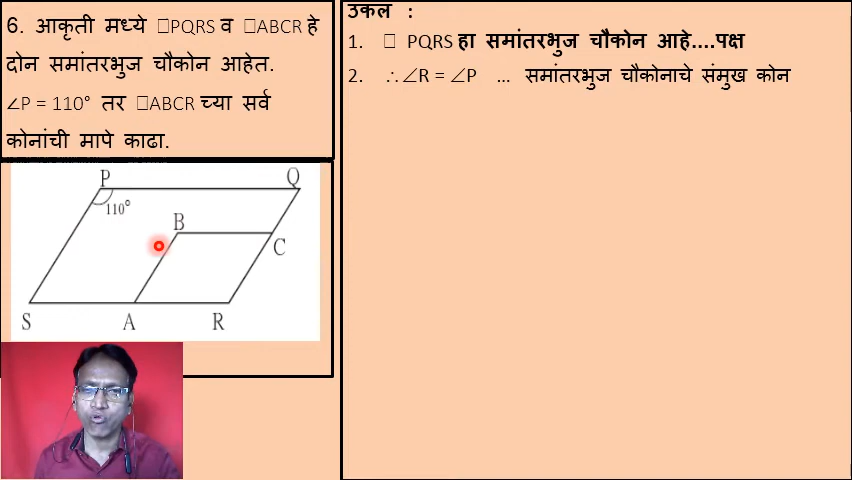 6. आकृती मध्ये □PQRS व □ABCR हे
दोन समांतरभुज चौकोन आहेत.
∠P = 110° तर □ABCR च्या सर्व
कोनांची मापे काढा.
P
Q
110°
B
C
S
A
R
उकल :
1. □ PQRS हा समांतरभुज चौकोन आहे....पक्ष
2. ∴∠R = ∠P ... समांतरभुज चौकोनाचे संमुख कोन